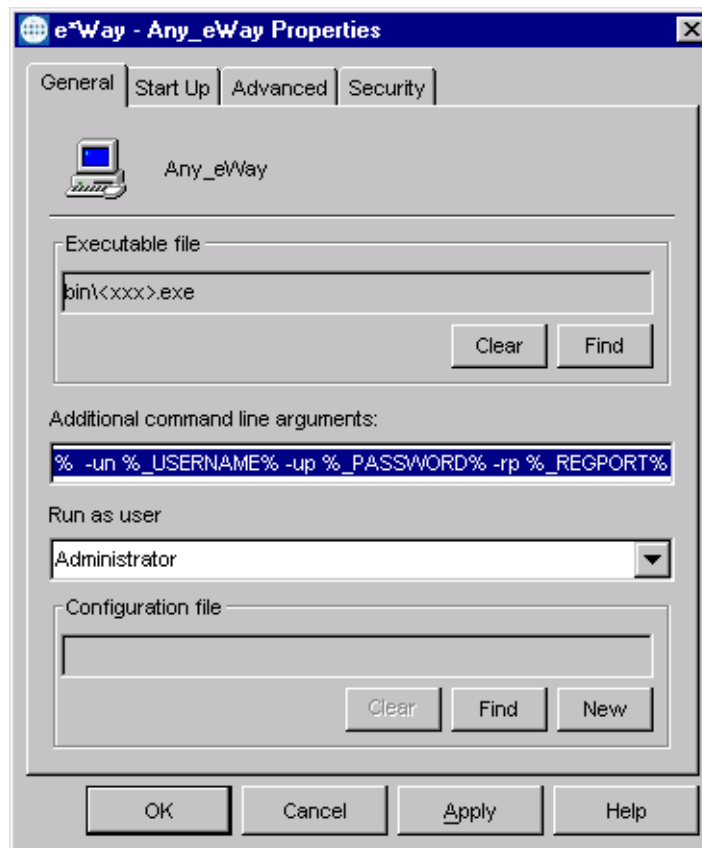 e*Way - Any_eWay Properties
General Start Up Advanced Security
Any_eWay
Executable file
bin\<xxx>.exe
Clear Find
Additional command line arguments:
% -un %_USERNAME% -up %_PASSWORD% -rp %_REGPORT%
Run as user
Administrator
Configuration file
Clear Find New
OK Cancel Apply Help